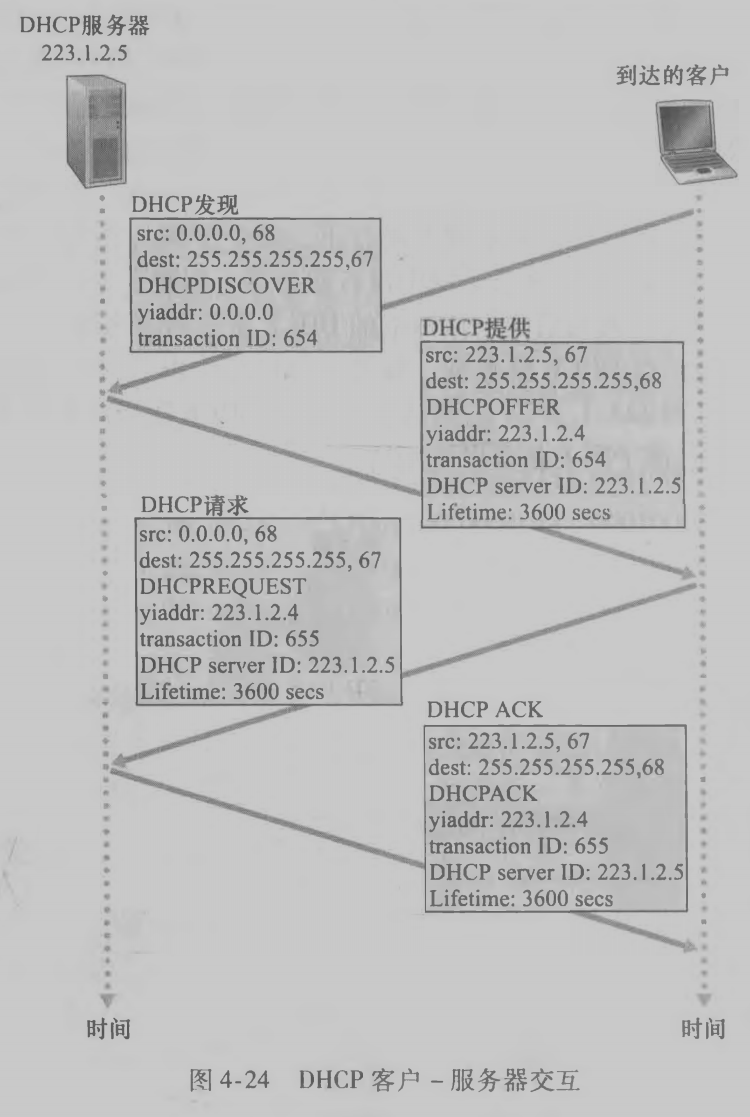 DHCP服务器
223.1.2.5
到达的客户
DHCP发现
src: 0.0.0.0, 68
dest: 255.255.255.255,67
DHCPDISCOVER
yiaddr: 0.0.0.0
transaction ID: 654
DHCP提供
src: 223.1.2.5, 67
dest: 255.255.255.255,68
DHCPOFFER
yiaddr: 223.1.2.4
transaction ID: 654
DHCP server ID: 223.1.2.5
Lifetime: 3600 secs
DHCP请求
src: 0.0.0.0, 68
dest: 255.255.255.255, 67
DHCPREQUEST
yiaddr: 223.1.2.4
transaction ID: 655
DHCP server ID: 223.1.2.5
Lifetime: 3600 secs
DHCP ACK
src: 223.1.2.5, 67
dest: 255.255.255.255,68
DHCPACK
yiaddr: 223.1.2.4
transaction ID: 655
DHCP server ID: 223.1.2.5
Lifetime: 3600 secs
时间
时间
图 4-24 DHCP 客户 – 服务器交互